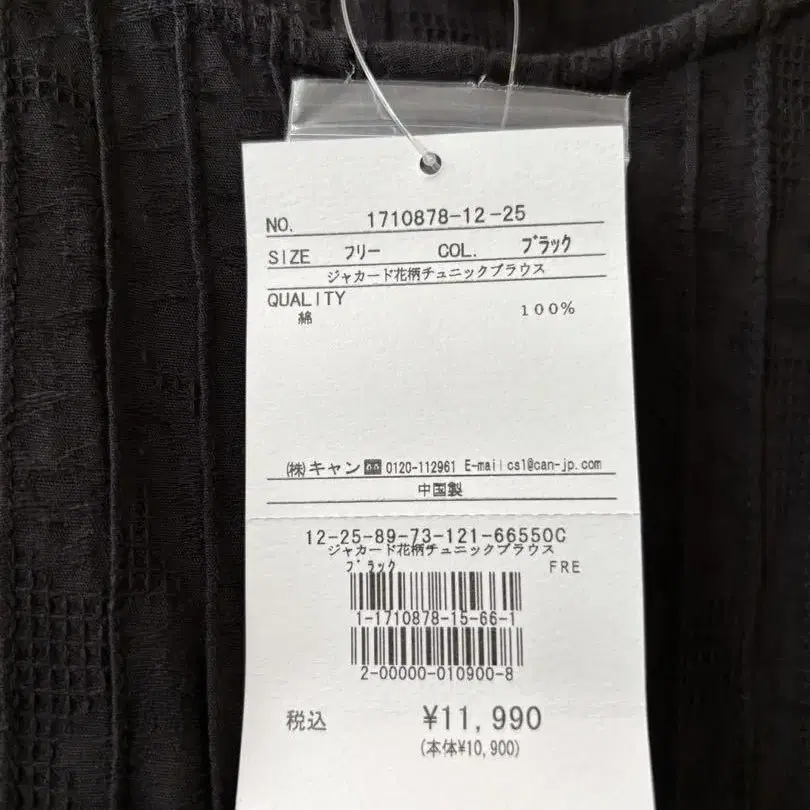 NO. 1710878-12-25
SIZE フリー COL. ブラック
ジャカード花柄チュニックブラウス
QUALITY
綿 100%
(株)キャン 0120-112961 E-mail cs1@can-jp.com
中国製
12-25-89-73-121-66550C
ジャカード花柄チュニックブラウス
ブラック FRE
1-1710878-15-66-1
2-00000-010900-8
税込 ¥11,990
(本体¥10,900)